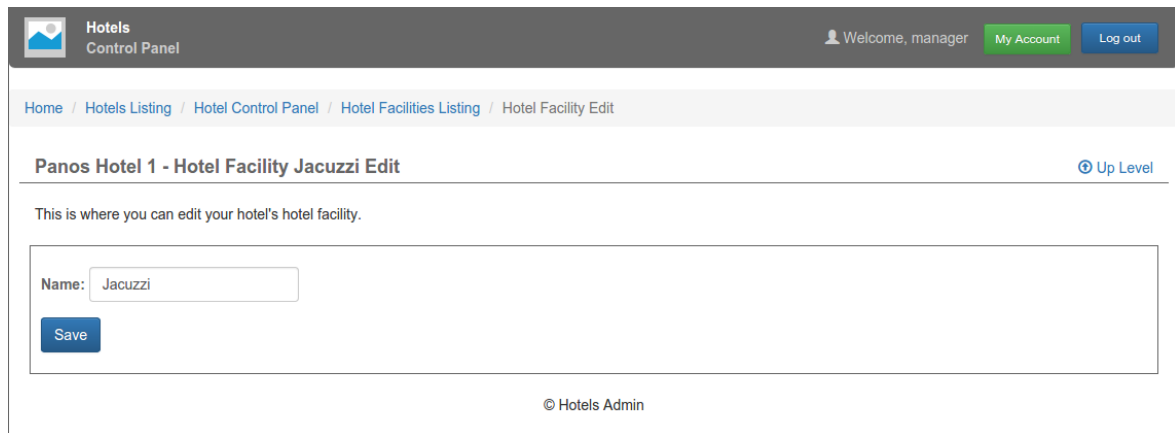 Hotels
Control Panel
Welcome, manager
My Account
Log out
Home / Hotels Listing / Hotel Control Panel / Hotel Facilities Listing / Hotel Facility Edit
Panos Hotel 1 - Hotel Facility Jacuzzi Edit
Up Level
This is where you can edit your hotel's hotel facility.
Name: Jacuzzi
Save
© Hotels Admin